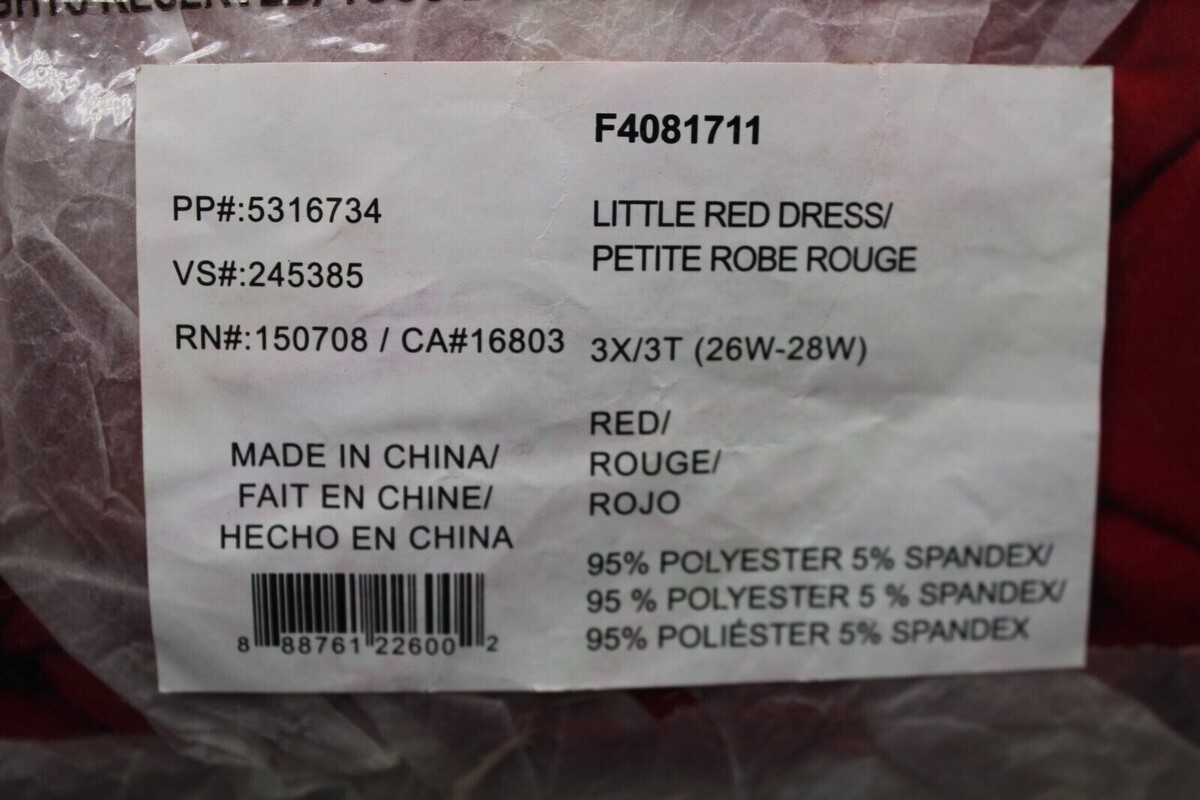 F4081711
PP#:5316734
VS#:245385
RN#:150708 / CA#16803
LITTLE RED DRESS/
PETITE ROBE ROUGE
3X/3T (26W-28W)
RED/
ROUGE/
ROJO
MADE IN CHINA/
FAIT EN CHINE/
HECHO EN CHINA
95% POLYESTER 5% SPANDEX/
95 % POLYESTER 5 % SPANDEX/
95% POLIÉSTER 5% SPANDEX
8 88761 22600 2